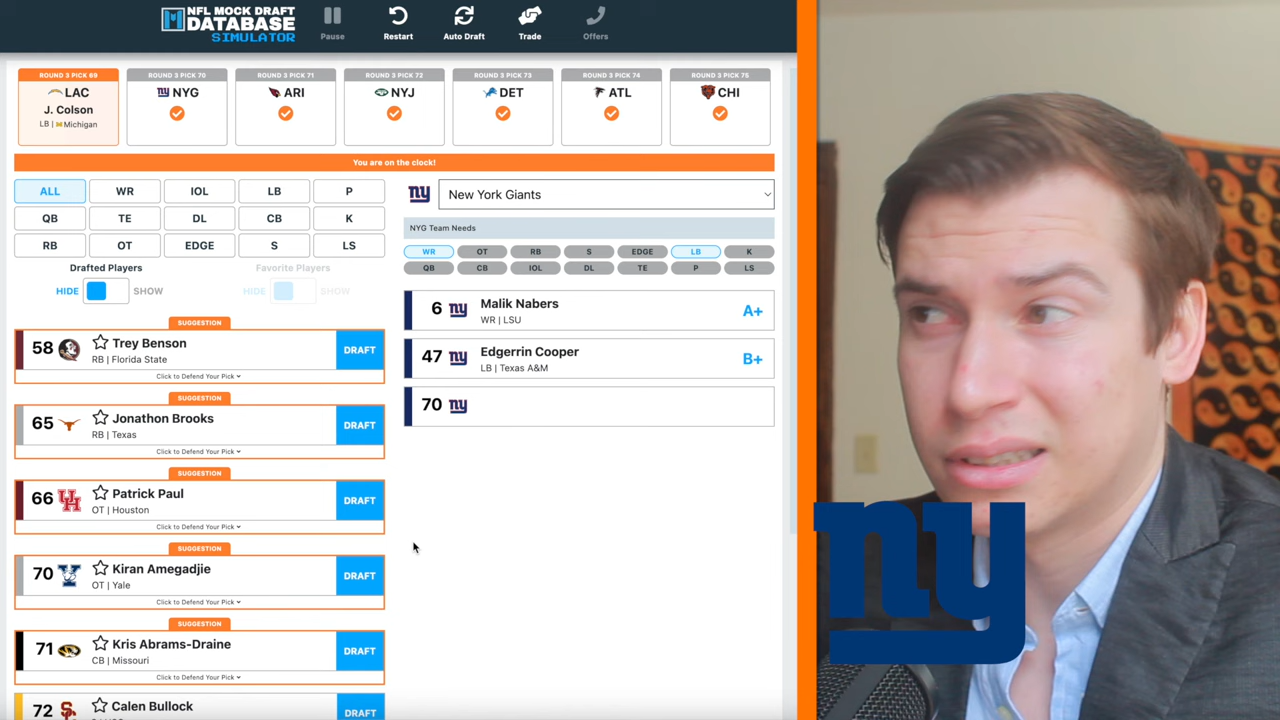 NFL MOCK DRAFT
DATABASE
SIMULATOR
Pause
Restart
Auto Draft
Trade
Offers
ROUND 3 PICK 69
LAC
J. Colson
LB | Michigan
ROUND 3 PICK 70
NYG
ROUND 3 PICK 71
ARI
ROUND 3 PICK 72
NYJ
ROUND 3 PICK 73
DET
ROUND 3 PICK 74
ATL
ROUND 3 PICK 75
CHI
You are on the clock!
ALL WR IOL LB P
QB TE DL CB K
RB OT EDGE S LS
Drafted Players
HIDE SHOW
Favorite Players
HIDE SHOW
SUGGESTION
58 Trey Benson
RB | Florida State
DRAFT
Click to Defend Your Pick
SUGGESTION
65 Jonathon Brooks
RB | Texas
DRAFT
Click to Defend Your Pick
SUGGESTION
66 Patrick Paul
OT | Houston
DRAFT
Click to Defend Your Pick
SUGGESTION
70 Kiran Amegadjie
OT | Yale
DRAFT
Click to Defend Your Pick
SUGGESTION
71 Kris Abrams-Draine
CB | Missouri
DRAFT
Click to Defend Your Pick
72 Calen Bullock
DRAFT
ny New York Giants
NYG Team Needs
WR OT RB S EDGE LB K
QB CB IOL DL TE P LS
6 ny Malik Nabers
WR | LSU
A+
47 ny Edgerrin Cooper
LB | Texas A&M
B+
70 ny
ny